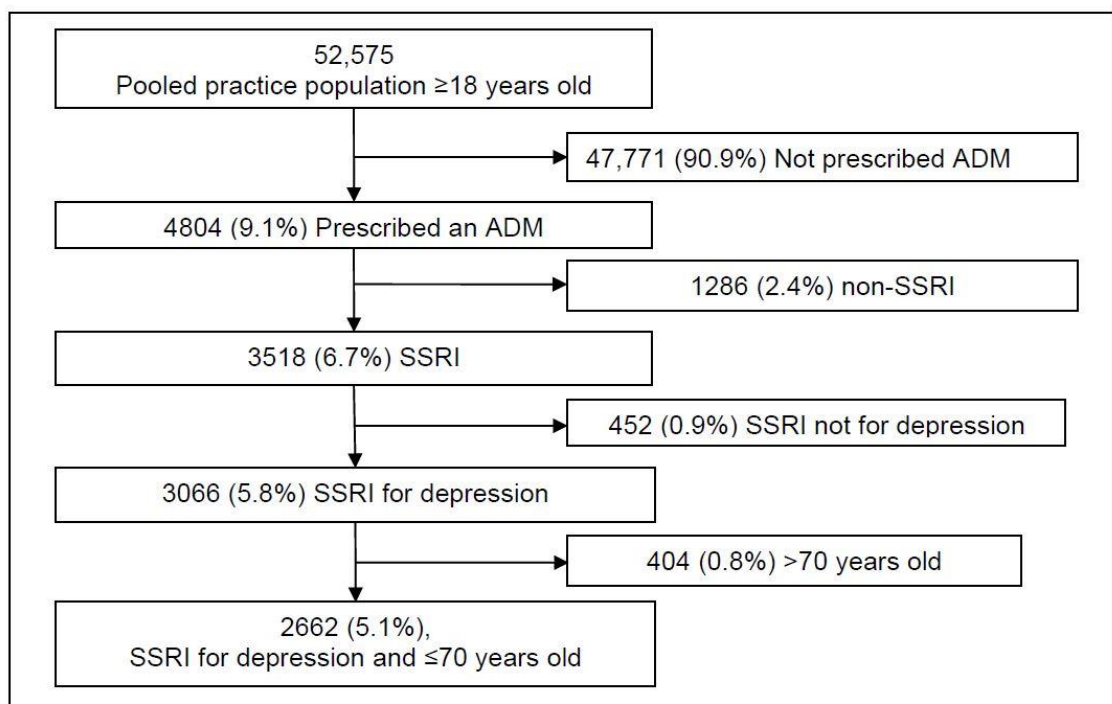 52,575
Pooled practice population ≥18 years old
47,771 (90.9%) Not prescribed ADM
4804 (9.1%) Prescribed an ADM
1286 (2.4%) non-SSRI
3518 (6.7%) SSRI
452 (0.9%) SSRI not for depression
3066 (5.8%) SSRI for depression
404 (0.8%) >70 years old
2662 (5.1%),
SSRI for depression and ≤70 years old